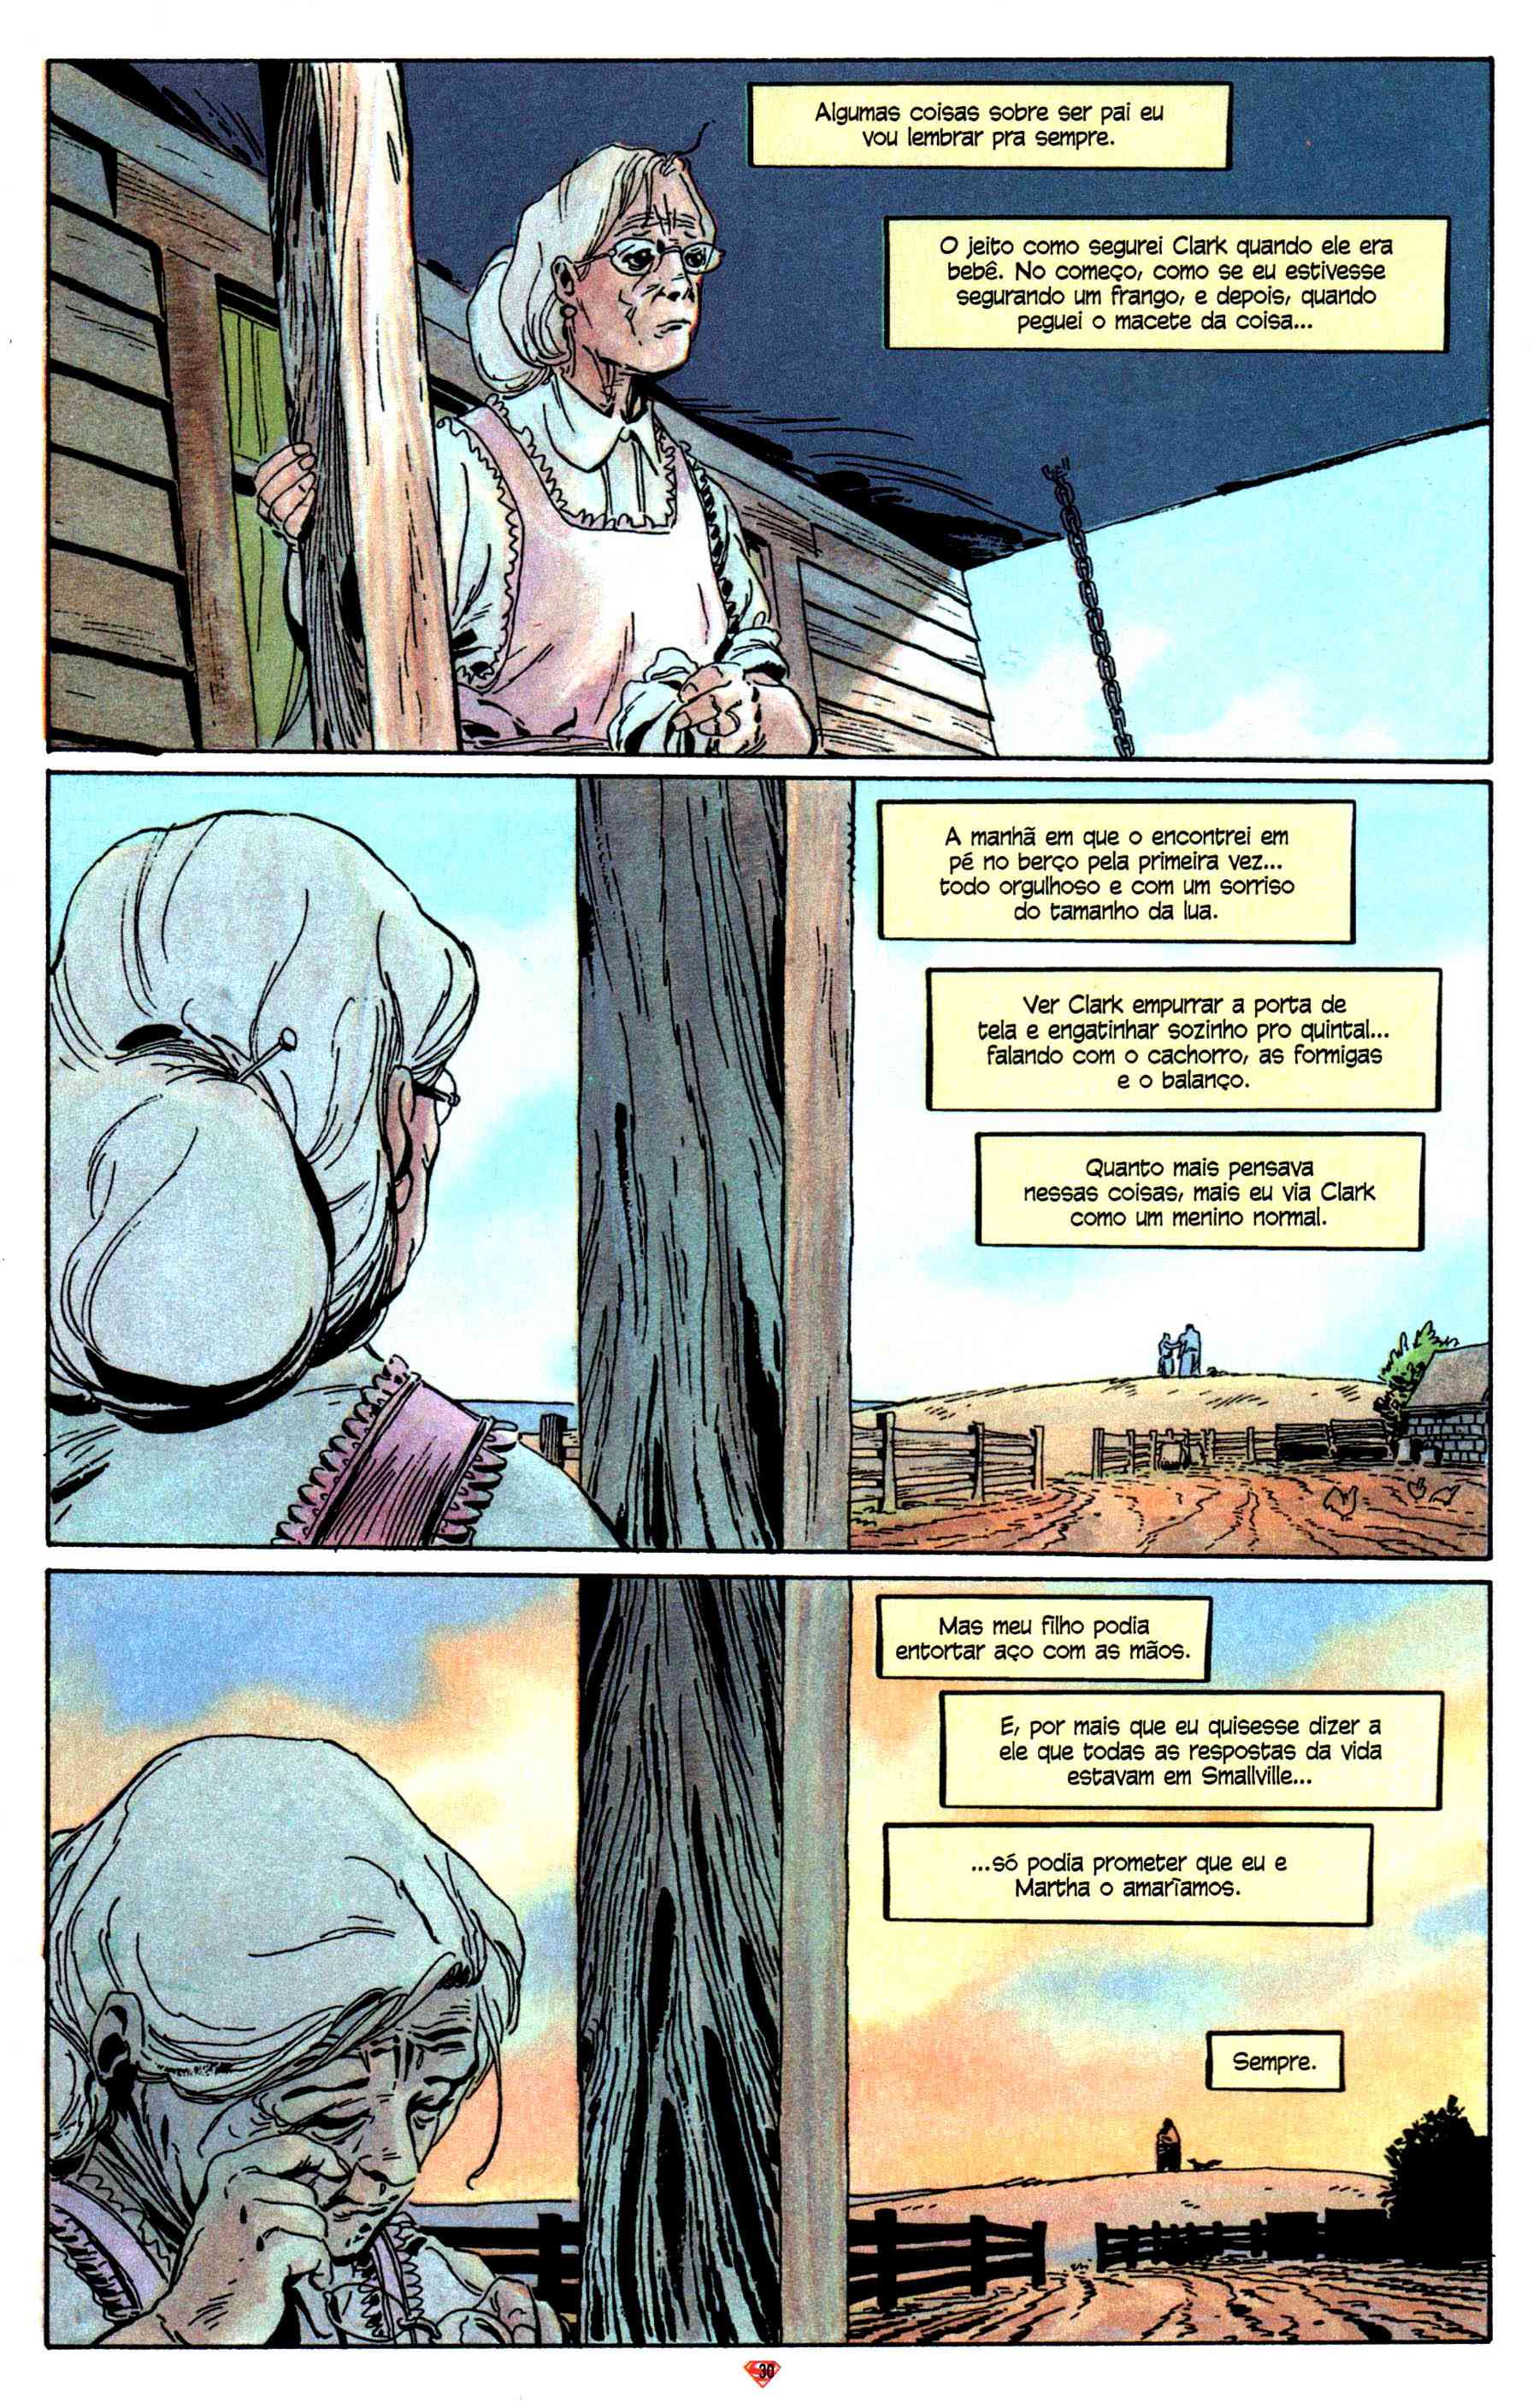 Algumas coisas sobre ser pai eu
vou lembrar pra sempre.
O jeito como segurei Clark quando ele era
bebê. No começo, como se eu estivesse
segurando um frango, e depois, quando
peguei o macete da coisa...
A manhã em que o encontrei em
pé no berço pela primeira vez...
todo orgulhoso e com um sorriso
do tamanho da lua.
Ver Clark empurrar a porta de
tela e engatinhar sozinho pro quintal...
falando com o cachorro, as formigas
e o balanço.
Quanto mais pensava
nessas coisas, mais eu via Clark
como um menino normal.
Mas meu filho podia
entortar aço com as mãos.
E, por mais que eu quisesse dizer a
ele que todas as respostas da vida
estavam em Smallville...
...só podia prometer que eu e
Martha o amaríamos.
Sempre.
30